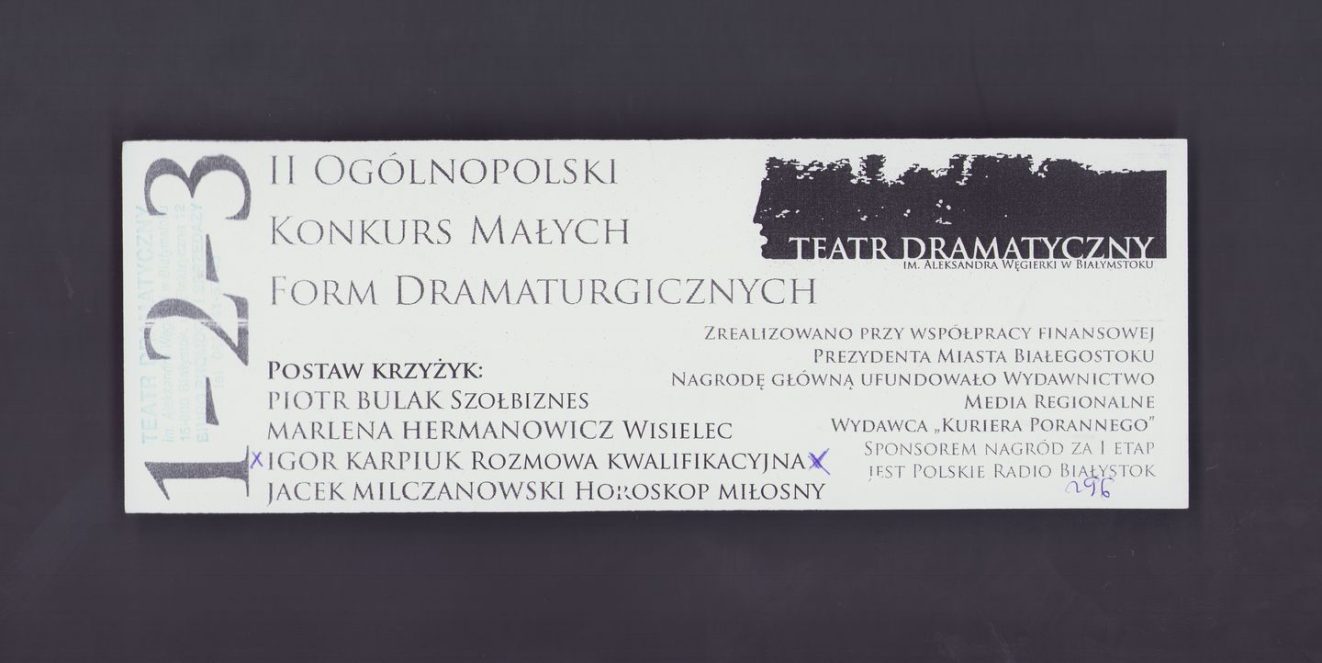 1-2-3
II Ogólnopolski
Konkurs Małych
Form Dramaturgicznych
TEATR DRAMATYCZNY
im. Aleksandra Węgierki w Białymstoku
Zrealizowano przy współpracy finansowej
Prezydenta Miasta Białegostoku
Nagrodę główną ufundowało Wydawnictwo
Media Regionalne
Wydawca „Kuriera Porannego”
Sponsorem nagród za I etap
jest Polskie Radio Białystok
296
Postaw krzyżyk:
PIOTR BULAK Szołbiznes
MARLENA HERMANOWICZ Wisielec
x IGOR KARPIUK Rozmowa kwalifikacyjna x
JACEK MILCZANOWSKI Horoskop miłosny
TEATR DRAMATYCZNY